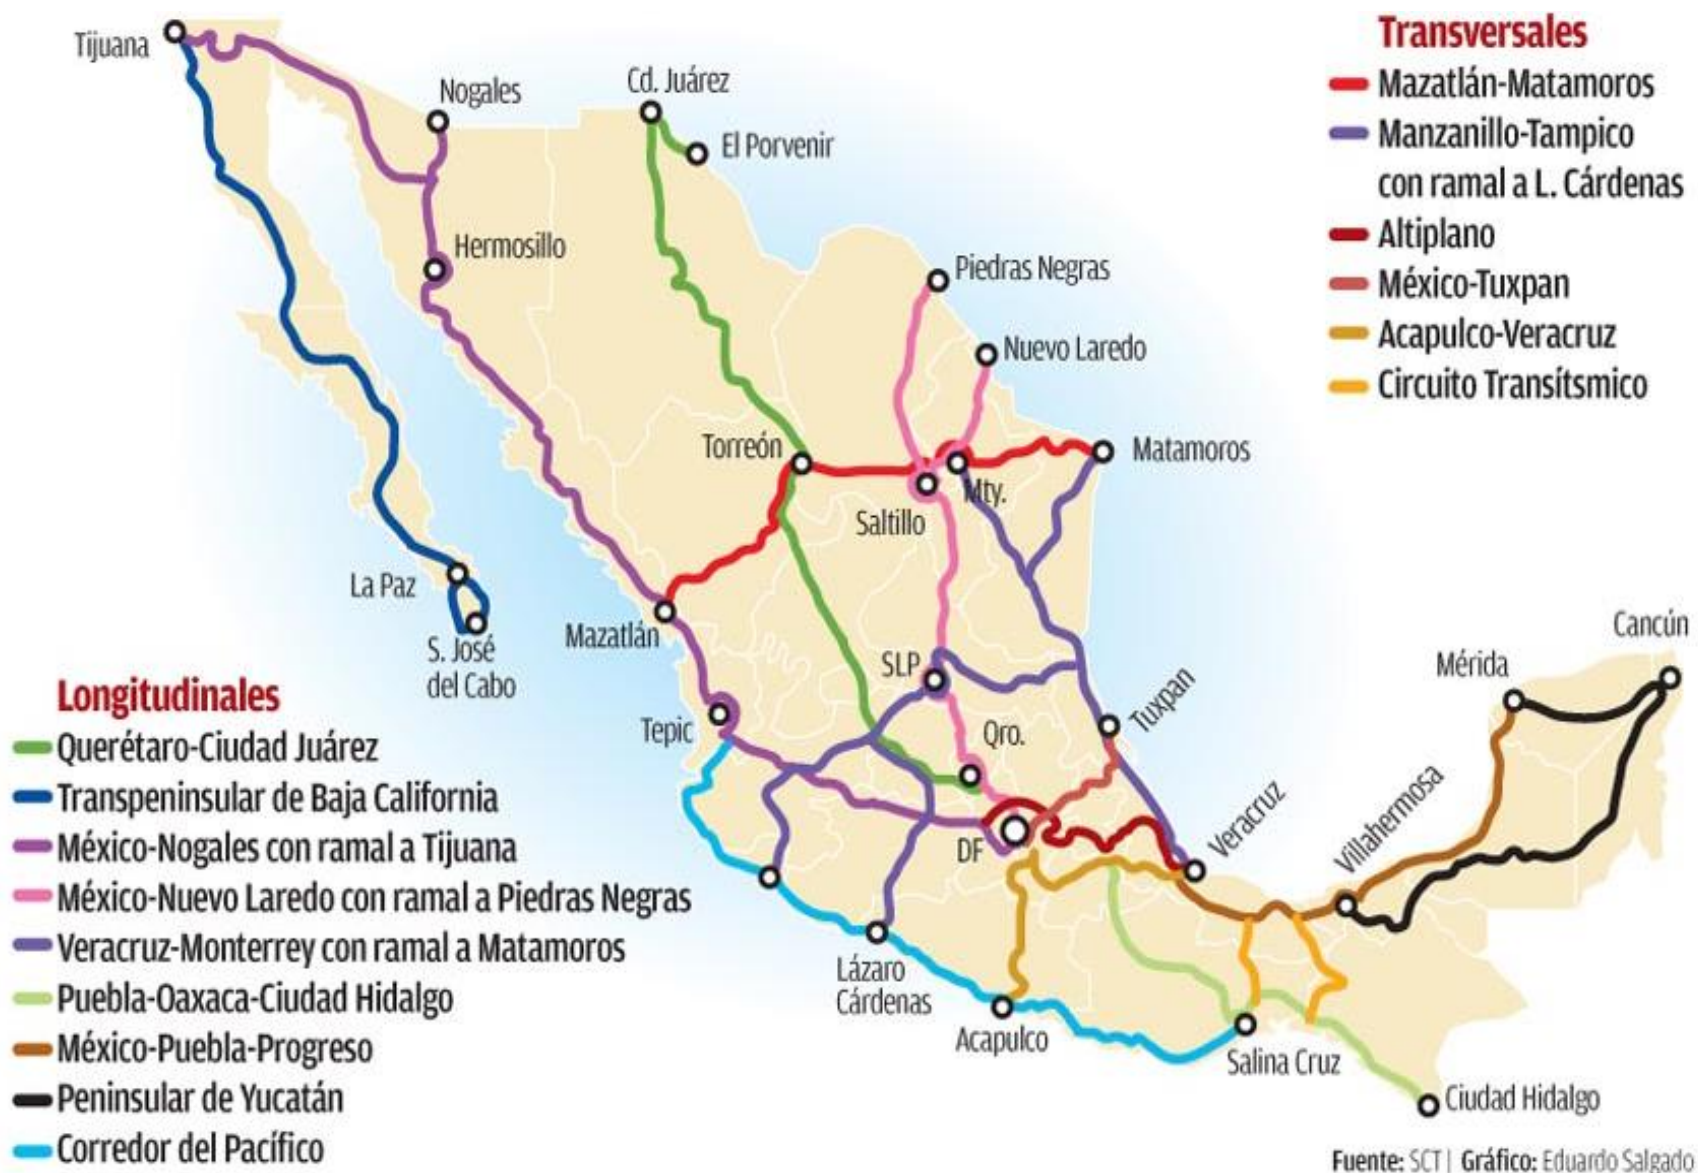 Tijuana
Nogales
Cd. Juárez
El Porvenir
Hermosillo
Piedras Negras
Nuevo Laredo
Torreón
Matamoros
Mty.
Saltillo
La Paz
S. José
del Cabo
Mazatlán
SLP
Tepic
Qro.
Tuxpan
DF
Veracruz
Villahermosa
Mérida
Cancún
Lázaro
Cárdenas
Acapulco
Salina Cruz
Ciudad Hidalgo
Transversales
Mazatlán-Matamoros
Manzanillo-Tampico
con ramal a L. Cárdenas
Altiplano
México-Tuxpan
Acapulco-Veracruz
Circuito Transítsmico
Longitudinales
Querétaro-Ciudad Juárez
Transpeninsular de Baja California
México-Nogales con ramal a Tijuana
México-Nuevo Laredo con ramal a Piedras Negras
Veracruz-Monterrey con ramal a Matamoros
Puebla-Oaxaca-Ciudad Hidalgo
México-Puebla-Progreso
Peninsular de Yucatán
Corredor del Pacífico
Fuente: SCT | Gráfico: Eduardo Salgado